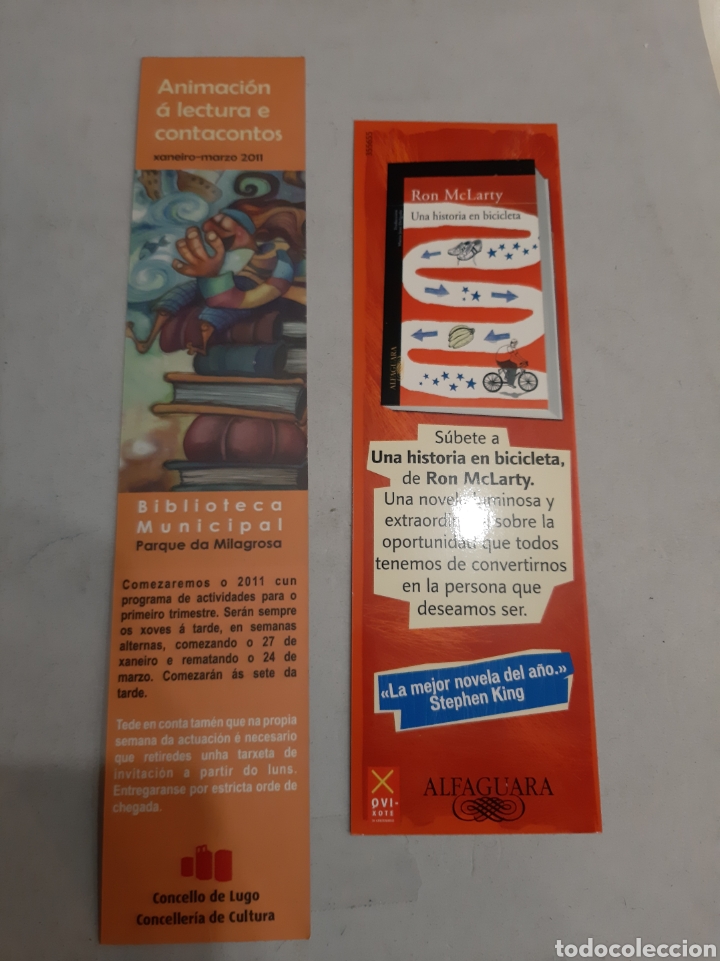 Animación
á lectura e
contacontos
xaneiro-marzo 2011
Biblioteca
Municipal
Parque da Milagrosa
Comezaremos o 2011 cun
programa de actividades para o
primeiro trimestre. Serán sempre
os xoves á tarde, en semanas
alternas, comezando o 27 de
xaneiro e rematando o 24 de
marzo. Comezarán ás sete da
tarde.
Tede en conta tamén que na propia
semana da actuación é necesario
que retiredes unha tarxeta de
invitación a partir do luns.
Entregaranse por estricta orde de
chegada.
Concello de Lugo
Concellería de Cultura
Ron McLarty
Una historia en bicicleta
ALFAGUARA
Súbete a
Una historia en bicicleta,
de Ron McLarty.
Una novela luminosa y
sobre la
oportunidad que todos
tenemos de convertirnos
en la persona que
deseamos ser.
«La mejor novela del año.»
Stephen King
QVI-
XOTE
ALFAGUARA
todocoleccion